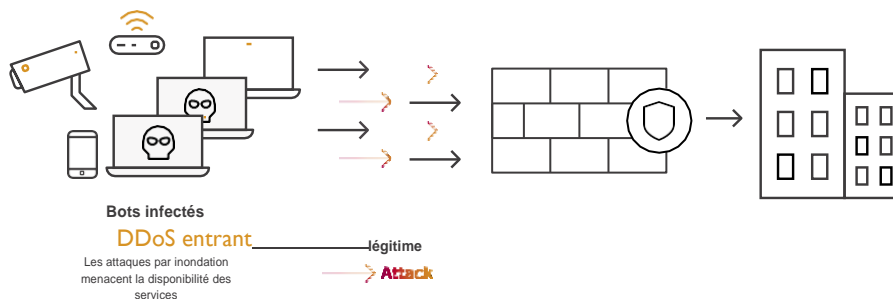 Bots infectés
DDoS entrant
légitime
Les attaques par inondation
menacent la disponibilité des
services
Attack